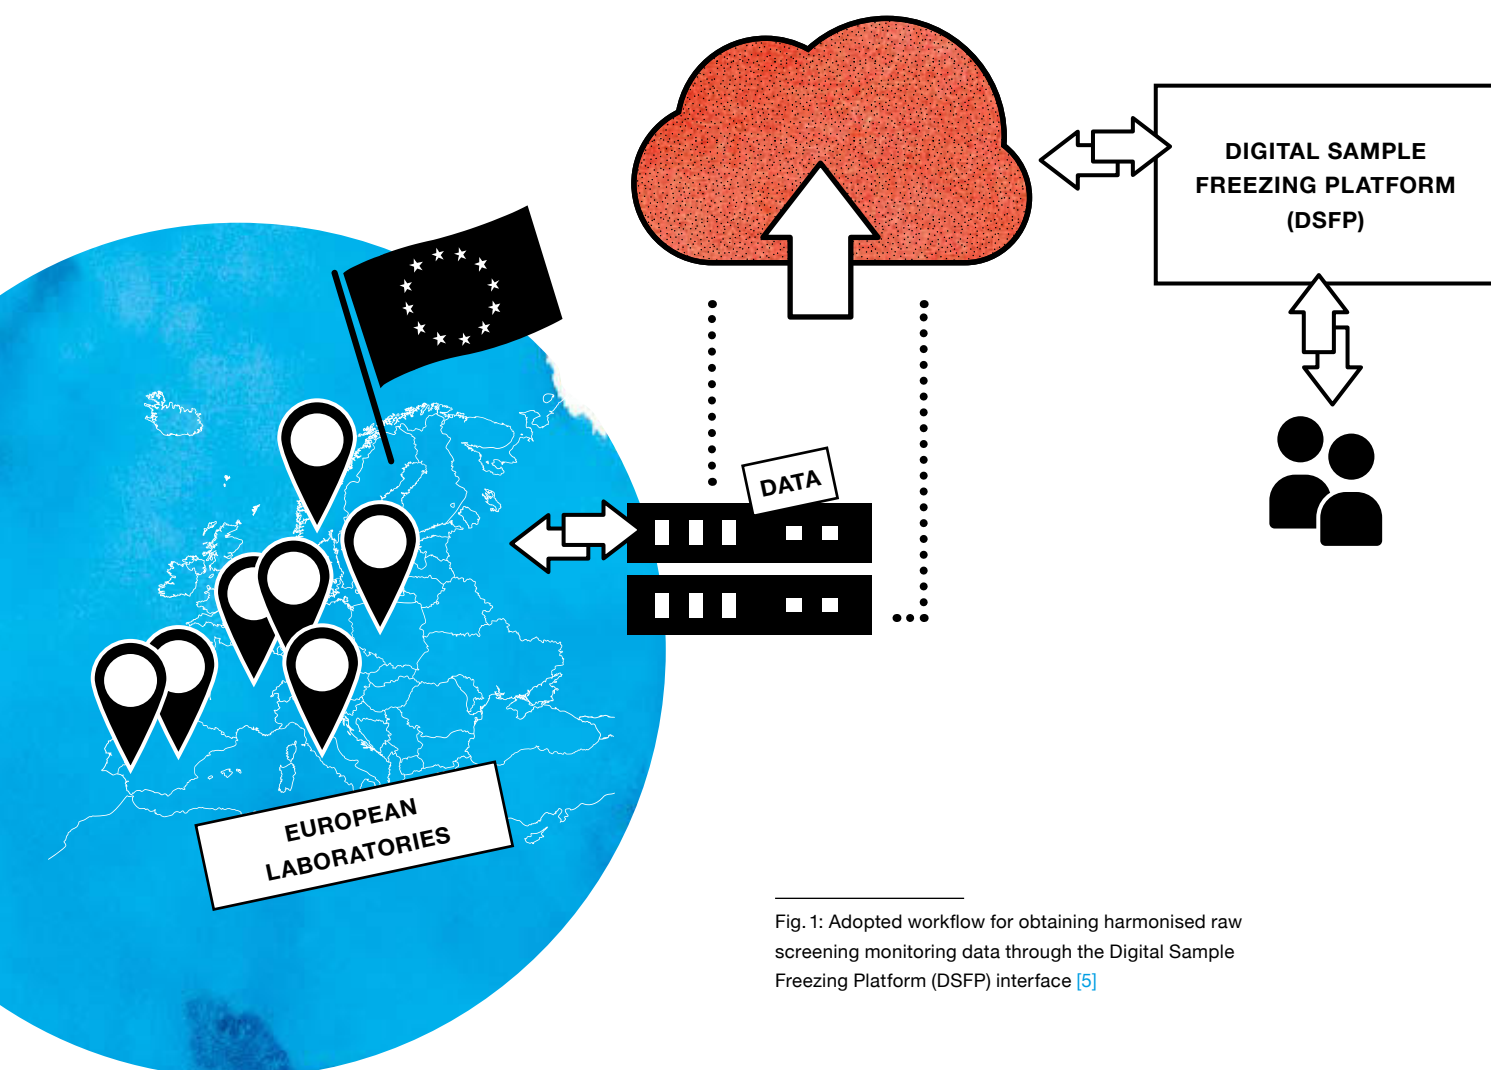 DIGITAL SAMPLE
FREEZING PLATFORM
(DSFP)
DATA
EUROPEAN
LABORATORIES
Fig. 1: Adopted workflow for obtaining harmonised raw
screening monitoring data through the Digital Sample
Freezing Platform (DSFP) interface [5]